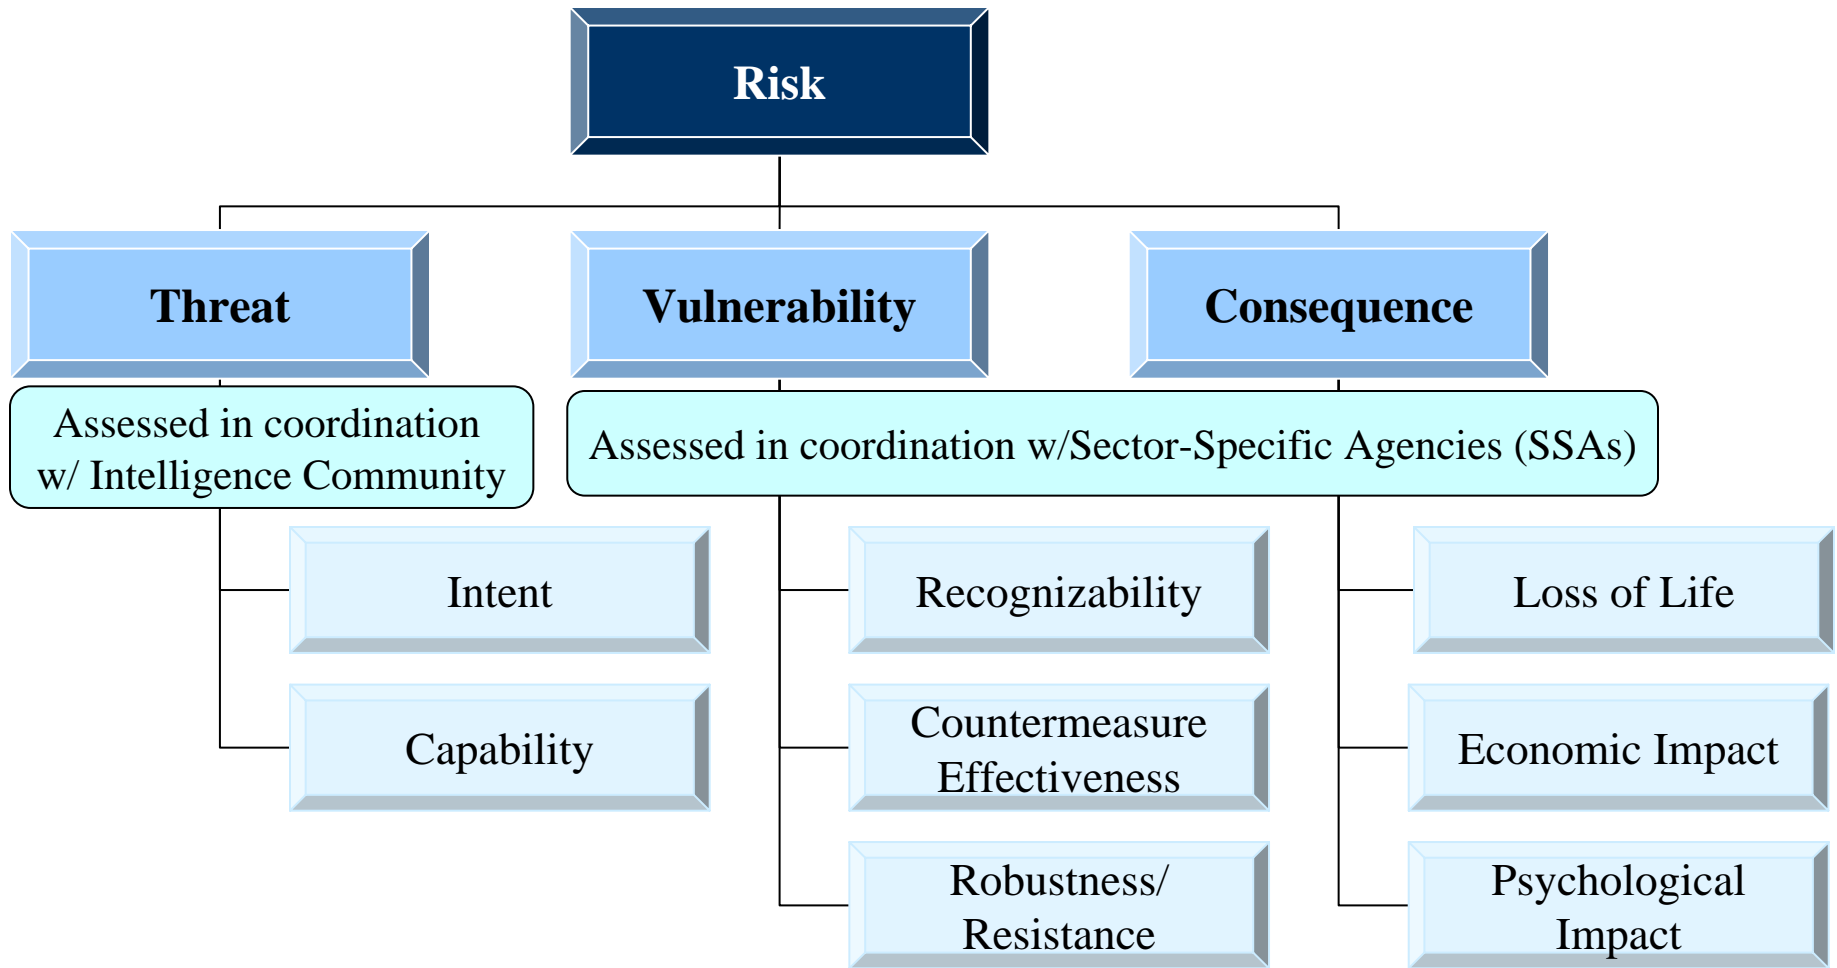 Risk
Threat
Vulnerability
Consequence
Assessed in coordination
w/ Intelligence Community
Assessed in coordination w/Sector-Specific Agencies (SSAs)
Intent
Recognizability
Loss of Life
Capability
Countermeasure
Effectiveness
Economic Impact
Robustness/
Resistance
Psychological
Impact